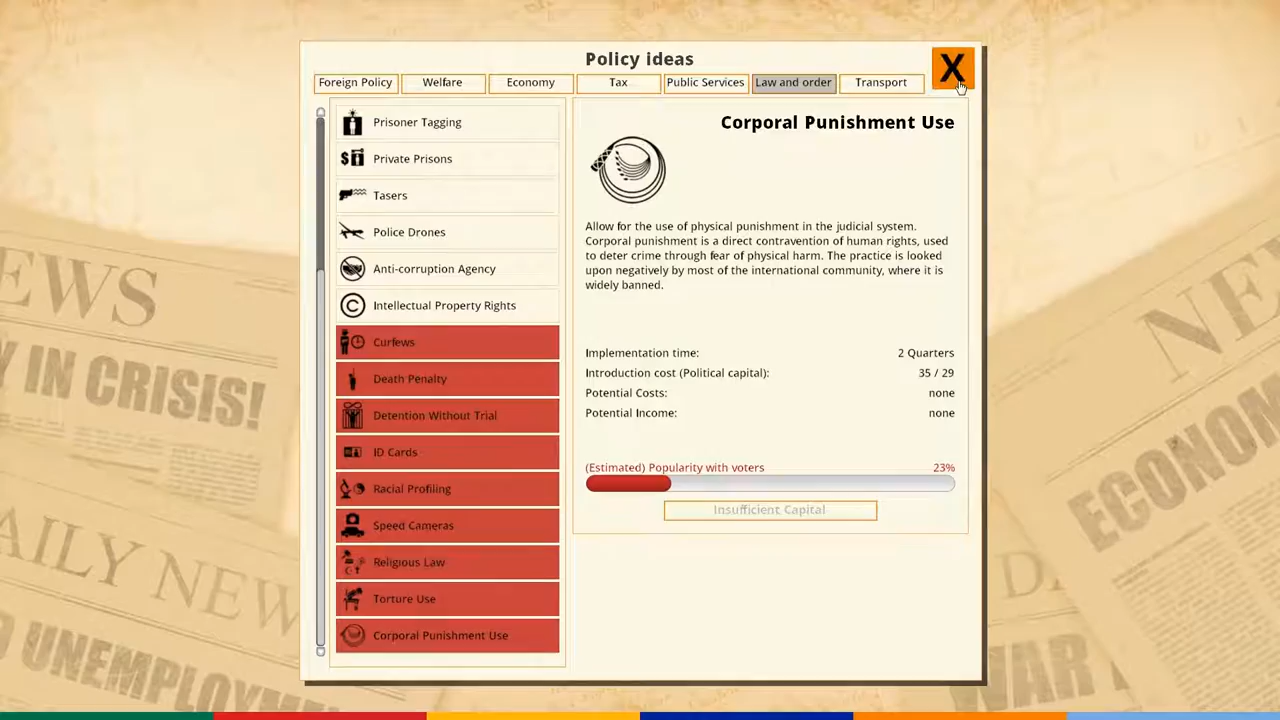 Policy ideas
X
Foreign Policy
Welfare
Economy
Tax
Public Services
Law and order
Transport
Prisoner Tagging
Private Prisons
Tasers
Police Drones
Anti-corruption Agency
Intellectual Property Rights
Curfews
Death Penalty
Detention Without Trial
ID Cards
Racial Profiling
Speed Cameras
Religious Law
Torture Use
Corporal Punishment Use
Corporal Punishment Use
Allow for the use of physical punishment in the judicial system.
Corporal punishment is a direct contravention of human rights, used
to deter crime through fear of physical harm. The practice is looked
upon negatively by most of the international community, where it is
widely banned.
Implementation time: 2 Quarters
Introduction cost (Political capital): 35 / 29
Potential Costs: none
Potential Income: none
(Estimated) Popularity with voters 23%
Insufficient Capital
EWS
Y IN CRISIS!
AILY NEW
UNEMPLOYM
NE
ECONOM
WAR